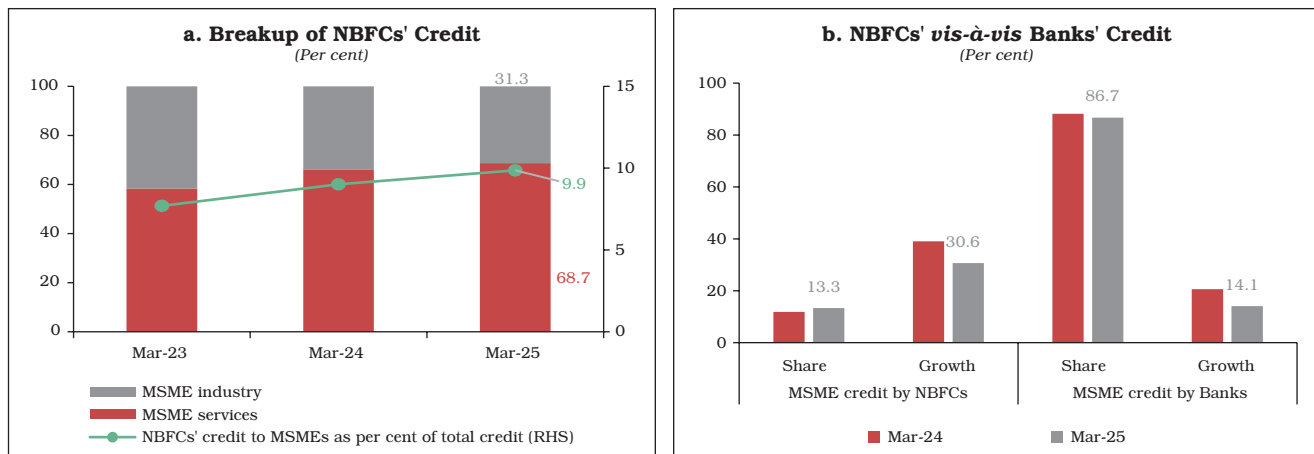 a. Breakup of NBFCs' Credit
(Per cent)
31.3
100
80
60
40
20
0
15
10
5
0
9.9
68.7
Mar-23 Mar-24 Mar-25
MSME industry
MSME services
NBFCs' credit to MSMEs as per cent of total credit (RHS)
b. NBFCs' vis-à-vis Banks' Credit
(Per cent)
100
80
60
40
20
0
13.3
30.6
86.7
14.1
Share Growth Share Growth
MSME credit by NBFCs MSME credit by Banks
Mar-24 Mar-25